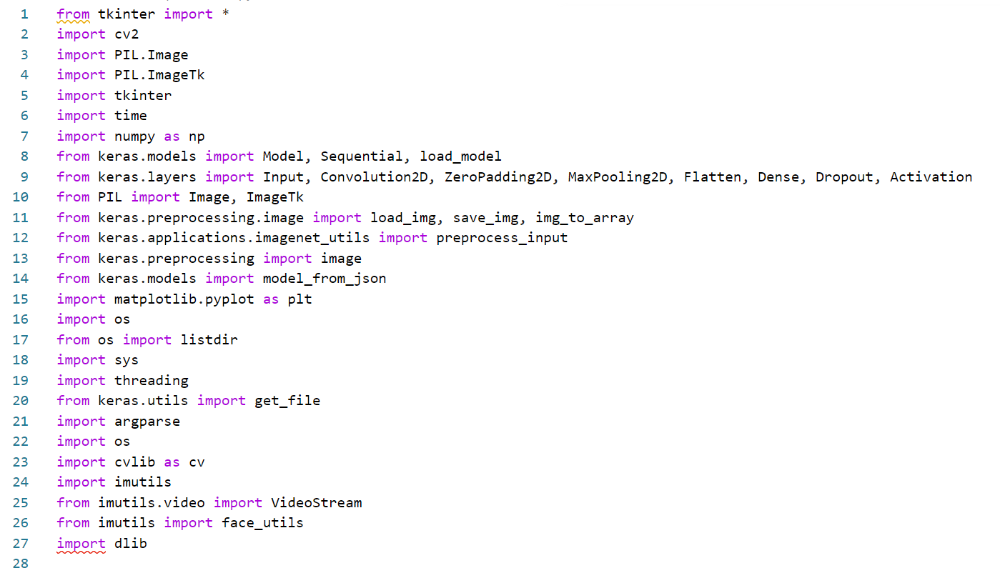 1 from tkinter import *
2 import cv2
3 import PIL.Image
4 import PIL.ImageTk
5 import tkinter
6 import time
7 import numpy as np
8 from keras.models import Model, Sequential, load_model
9 from keras.layers import Input, Convolution2D, ZeroPadding2D, MaxPooling2D, Flatten, Dense, Dropout, Activation
10 from PIL import Image, ImageTk
11 from keras.preprocessing.image import load_img, save_img, img_to_array
12 from keras.applications.imagenet_utils import preprocess_input
13 from keras.preprocessing import image
14 from keras.models import model_from_json
15 import matplotlib.pyplot as plt
16 import os
17 from os import listdir
18 import sys
19 import threading
20 from keras.utils import get_file
21 import argparse
22 import os
23 import cvlib as cv
24 import imutils
25 from imutils.video import VideoStream
26 from imutils import face_utils
27 import dlib
28